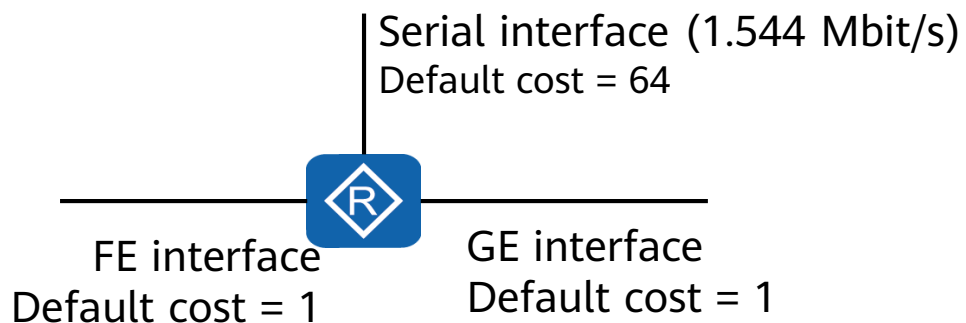 Serial interface (1.544 Mbit/s)
Default cost = 64
R
FE interface
Default cost = 1
GE interface
Default cost = 1